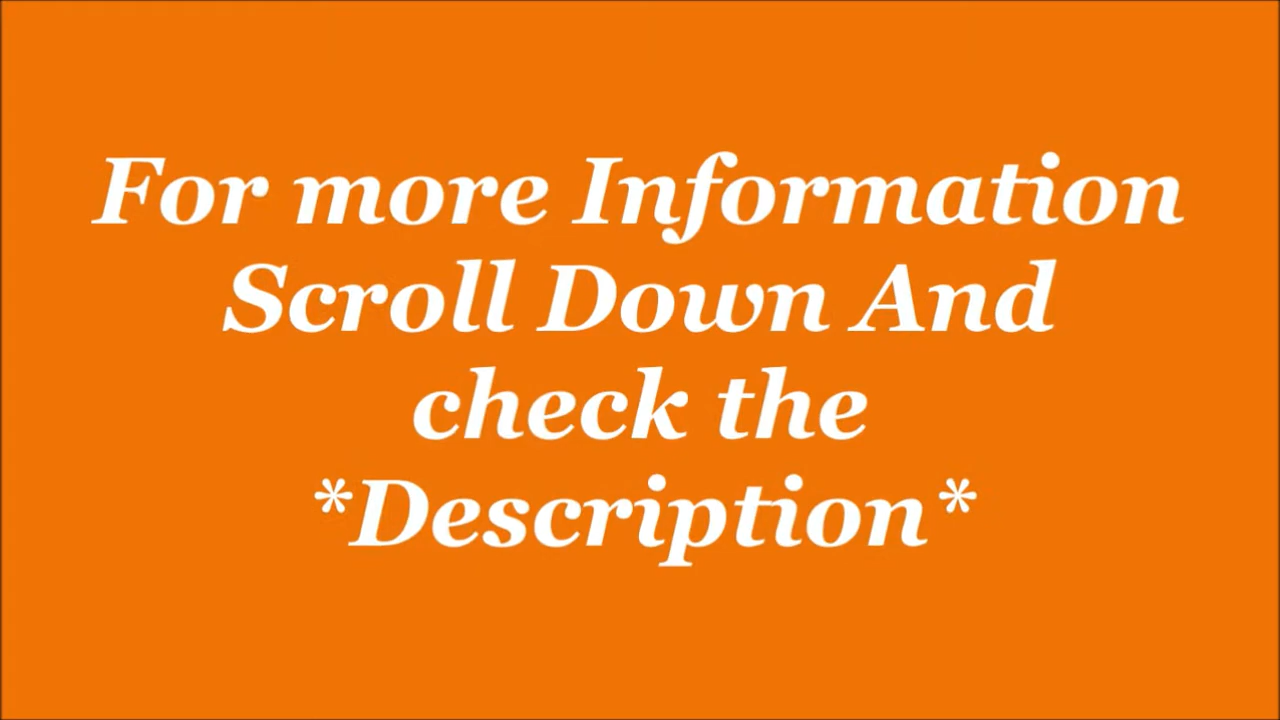 For more Information
Scroll Down And
check the
*Description*